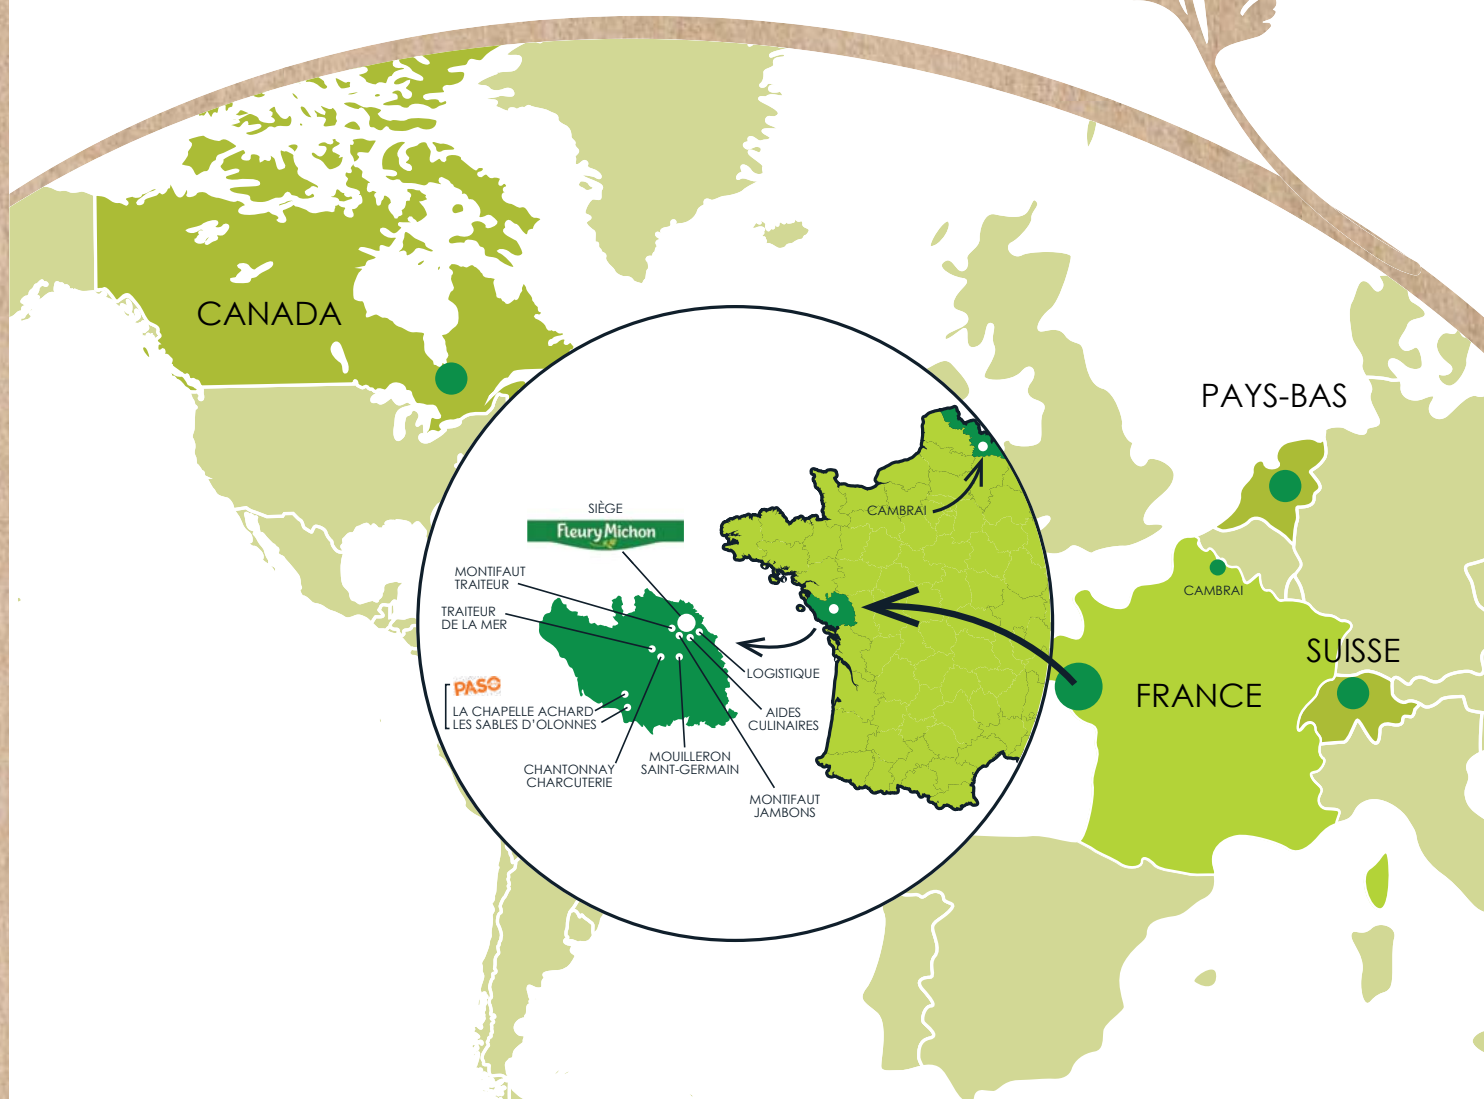 CANADA
PAYS-BAS
CAMBRAI
SUISSE
FRANCE
CAMBRAI
SIÈGE
Fleury Michon
MONTIFAUT
TRAITEUR
TRAITEUR
DE LA MER
PASO
LA CHAPELLE ACHARD
LES SABLES D'OLONNES
CHANTONNAY
CHARCUTERIE
MOUILLERON
SAINT-GERMAIN
MONTIFAUT
JAMBONS
AIDES
CULINAIRES
LOGISTIQUE